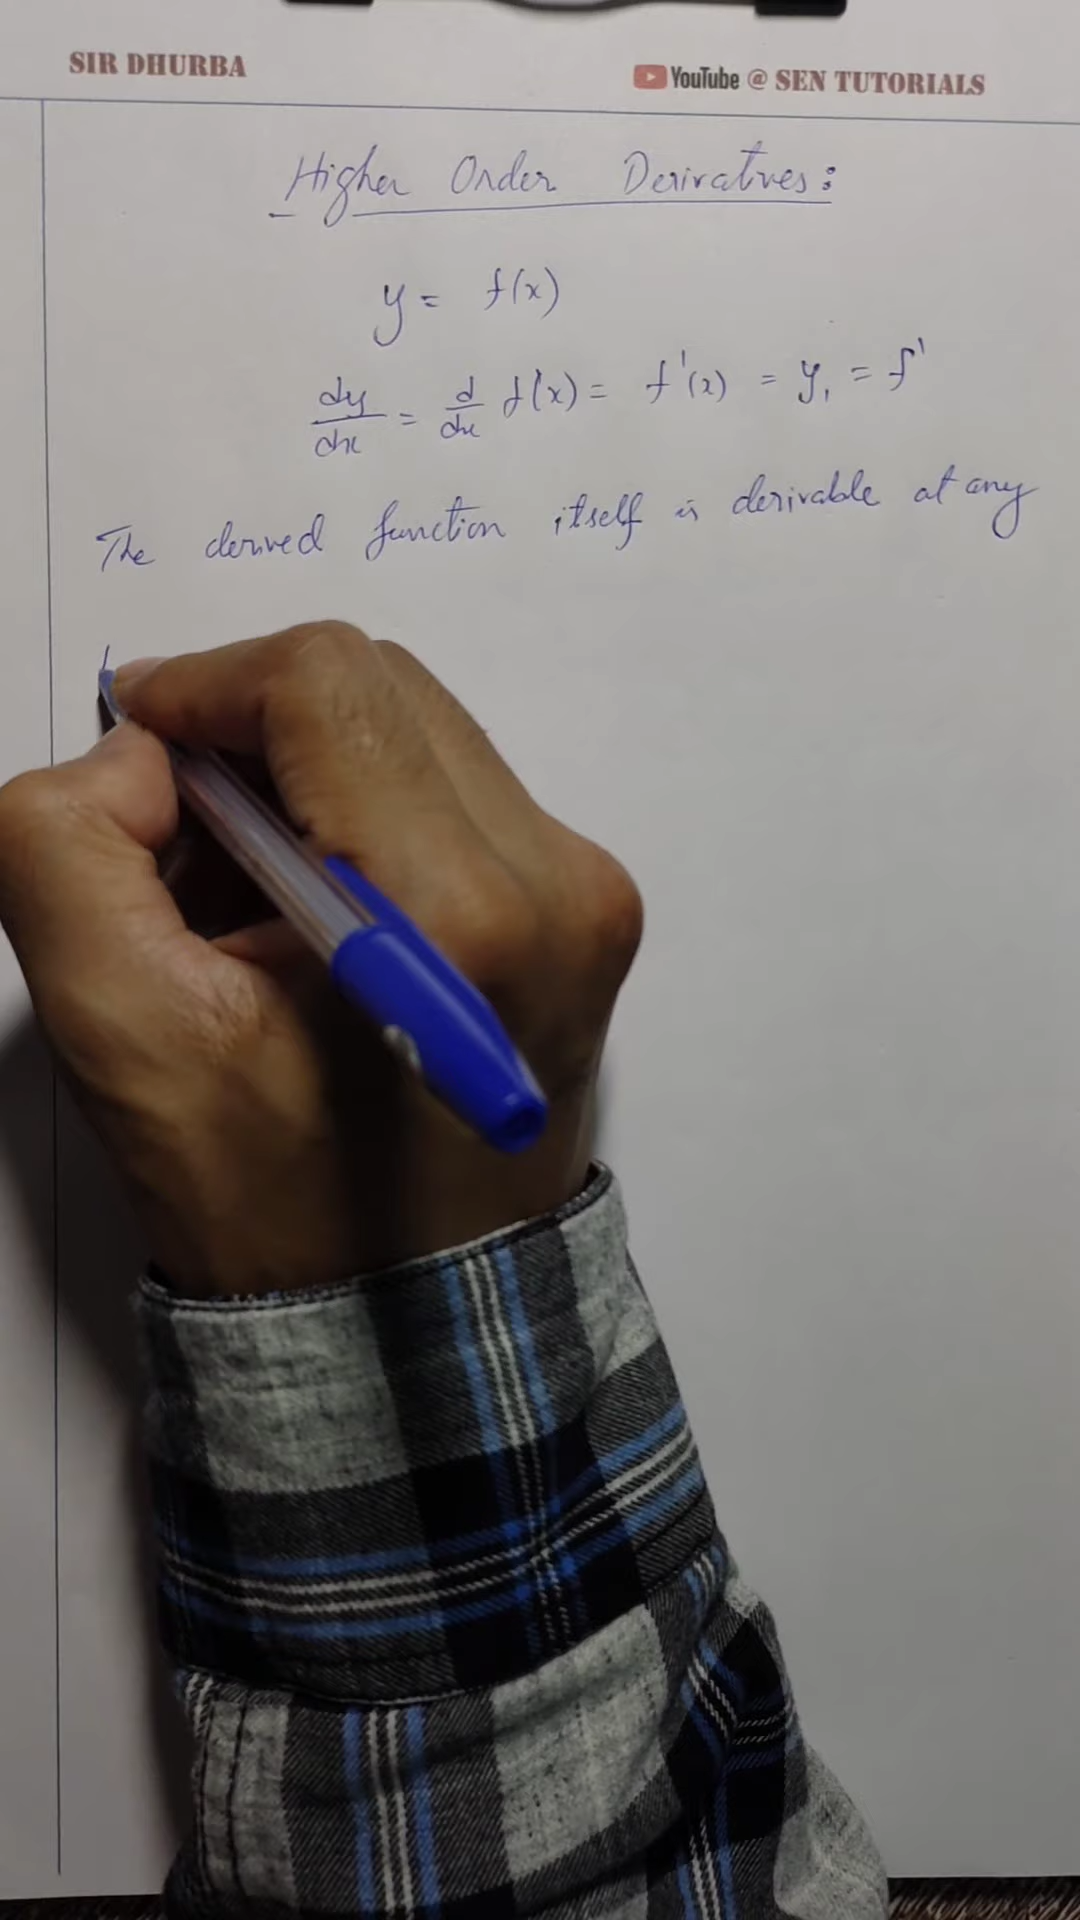 SIR DHURBA
YouTube @ SEN TUTORIALS
Higher Order Derivatives:
y = f(x)
dy/dx = d/dx f(x) = f'(x) = y₁ = f'
The derived function itself is derivable at any